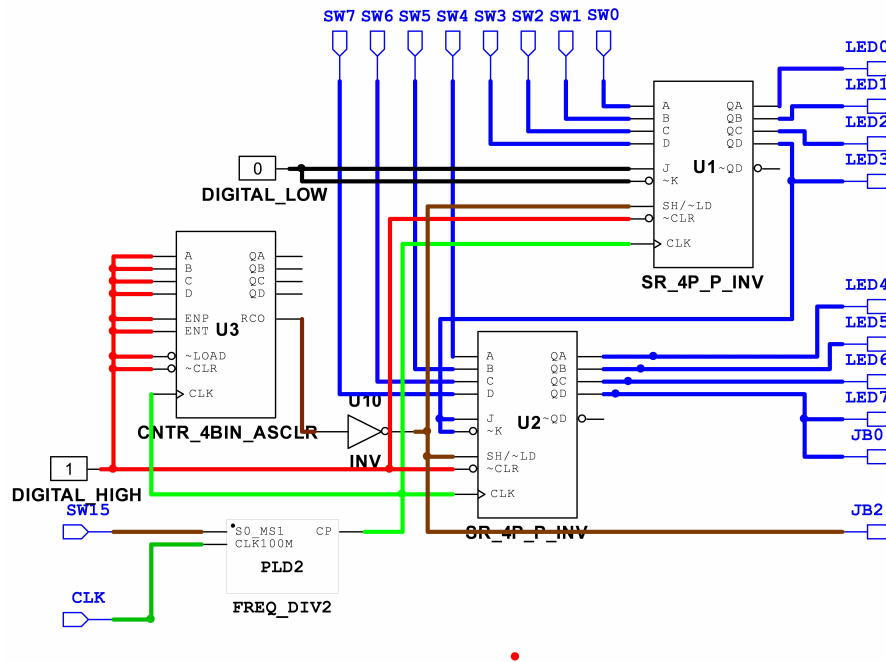 SW7 SW6 SW5 SW4 SW3 SW2 SW1 SW0
LED0
LED1
LED2
LED3
A QA
B QB
C QC
D QD
U1
J ~QD
~K
SH/~LD
~CLR
CLK
SR_4P_P_INV
0
DIGITAL_LOW
A QA
B QB
C QC
D QD
ENP RCO
ENT
U3
~LOAD
~CLR
CLK
CNTR_4BIN_ASCLR
U10
INV
LED4
LED5
LED6
LED7
JB0
A QA
B QB
C QC
D QD
U2
J ~QD
~K
SH/~LD
~CLR
CLK
SR_4P_P_INV
1
DIGITAL_HIGH
SW15
JB2
S0_MS1 CP
CLK100M
PLD2
FREQ_DIV2
CLK